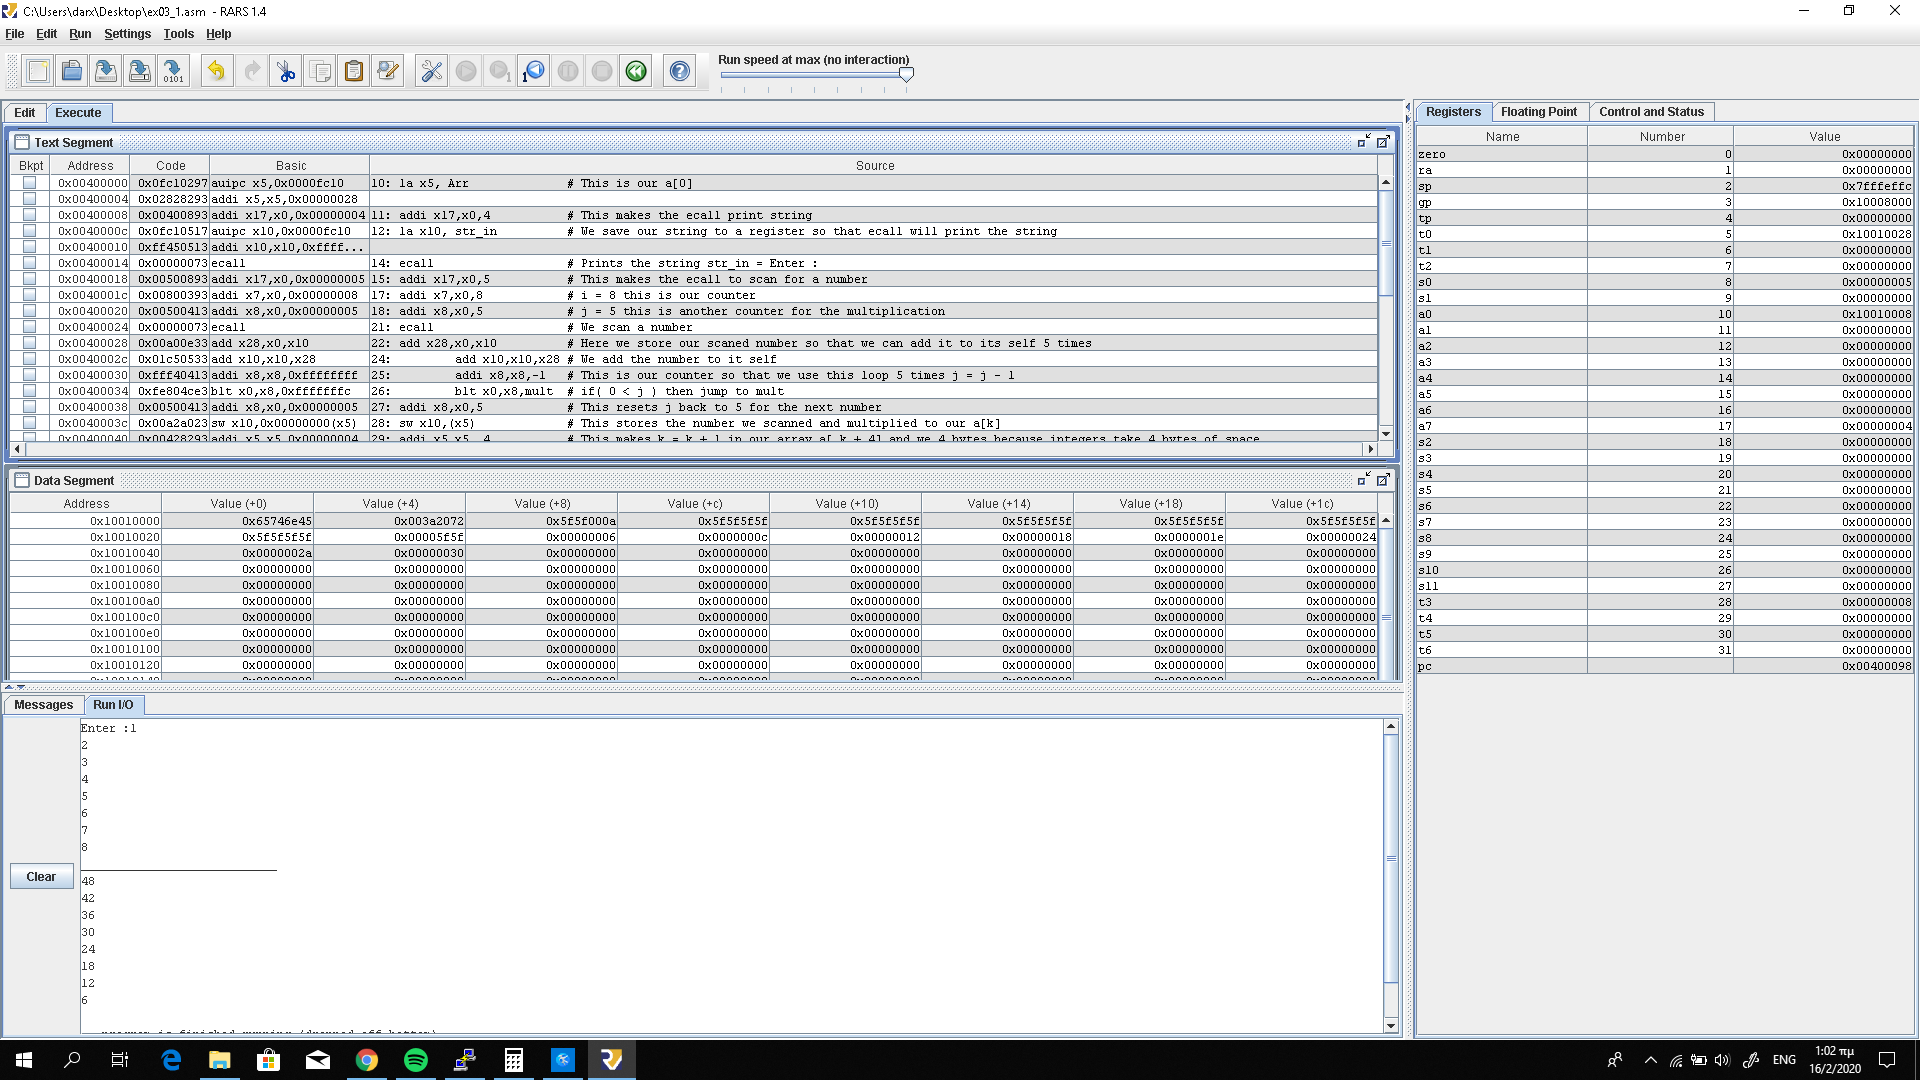 C:\Users\darx\Desktop\ex03_1.asm - RARS 1.4
File Edit Run Settings Tools Help
Run speed at max (no interaction)
Edit Execute
Text Segment
Bkpt Address Code Basic Source
0x00400000 0x0fc10297 auipc x5,0x0000fc10 10: la x5, Arr # This is our a[0]
0x00400004 0x02828293 addi x5,x5,0x00000028
0x00400008 0x00400893 addi x17,x0,0x00000004 11: addi x17,x0,4 # This makes the ecall print string
0x0040000c 0x0fc10517 auipc x10,0x0000fc10 12: la x10, str_in # We save our string to a register so that ecall will print the string
0x00400010 0xff450513 addi x10,x10,0xffff...
0x00400014 0x00000073 ecall 14: ecall # Prints the string str_in = Enter :
0x00400018 0x00500893 addi x17,x0,0x00000005 15: addi x17,x0,5 # This makes the ecall to scan for a number
0x0040001c 0x00800393 addi x7,x0,0x00000008 17: addi x7,x0,8 # i = 8 this is our counter
0x00400020 0x00500413 addi x8,x0,0x00000005 18: addi x8,x0,5 # j = 5 this is another counter for the multiplication
0x00400024 0x00000073 ecall 21: ecall # We scan a number
0x00400028 0x00a00e33 add x28,x0,x10 22: add x28,x0,x10 # Here we store our scaned number so that we can add it to its self 5 times
0x0040002c 0x01c50533 add x10,x10,x28 24: add x10,x10,x28 # We add the number to it self
0x00400030 0xfff40413 addi x8,x8,0xffffffff 25: addi x8,x8,-1 # This is our counter so that we use this loop 5 times j = j - 1
0x00400034 0xfe804ce3 blt x0,x8,0xfffffffc 26: blt x0,x8,mult # if( 0 < j ) then jump to mult
0x00400038 0x00500413 addi x8,x0,0x00000005 27: addi x8,x0,5 # This resets j back to 5 for the next number
0x0040003c 0x00a2a023 sw x10,0x00000000(x5) 28: sw x10,(x5) # This stores the number we scanned and multiplied to our a[k]
0x00400040 0x00428293 addi x5,x5,0x00000004 29: addi x5,x5, 4 # This makes k = k + 1 in our array a[ k + 4] and we 4 bytes because integers take 4 bytes of space
Data Segment
Address Value (+0) Value (+4) Value (+8) Value (+c) Value (+10) Value (+14) Value (+18) Value (+1c)
0x10010000 0x65746e45 0x003a2072 0x5f5f000a 0x5f5f5f5f 0x5f5f5f5f 0x5f5f5f5f 0x5f5f5f5f 0x5f5f5f5f
0x10010020 0x5f5f5f5f 0x00005f5f 0x00000006 0x0000000c 0x00000012 0x00000018 0x0000001e 0x00000024
0x10010040 0x0000002a 0x00000030 0x00000000 0x00000000 0x00000000 0x00000000 0x00000000 0x00000000
0x10010060 0x00000000 0x00000000 0x00000000 0x00000000 0x00000000 0x00000000 0x00000000 0x00000000
0x10010080 0x00000000 0x00000000 0x00000000 0x00000000 0x00000000 0x00000000 0x00000000 0x00000000
0x100100a0 0x00000000 0x00000000 0x00000000 0x00000000 0x00000000 0x00000000 0x00000000 0x00000000
0x100100c0 0x00000000 0x00000000 0x00000000 0x00000000 0x00000000 0x00000000 0x00000000 0x00000000
0x100100e0 0x00000000 0x00000000 0x00000000 0x00000000 0x00000000 0x00000000 0x00000000 0x00000000
0x10010100 0x00000000 0x00000000 0x00000000 0x00000000 0x00000000 0x00000000 0x00000000 0x00000000
0x10010120 0x00000000 0x00000000 0x00000000 0x00000000 0x00000000 0x00000000 0x00000000 0x00000000
Messages Run I/O
Clear
Enter :1
2
3
4
5
6
7
8
____________________________
48
42
36
30
24
18
12
6
Registers Floating Point Control and Status
Name Number Value
zero 0 0x00000000
ra 1 0x00000000
sp 2 0x7fffeffc
gp 3 0x10008000
tp 4 0x00000000
t0 5 0x10010028
t1 6 0x00000000
t2 7 0x00000000
s0 8 0x00000005
s1 9 0x00000000
a0 10 0x10010008
a1 11 0x00000000
a2 12 0x00000000
a3 13 0x00000000
a4 14 0x00000000
a5 15 0x00000000
a6 16 0x00000000
a7 17 0x00000004
s2 18 0x00000000
s3 19 0x00000000
s4 20 0x00000000
s5 21 0x00000000
s6 22 0x00000000
s7 23 0x00000000
s8 24 0x00000000
s9 25 0x00000000
s10 26 0x00000000
s11 27 0x00000000
t3 28 0x00000008
t4 29 0x00000000
t5 30 0x00000000
t6 31 0x00000000
pc 0x00400098
ENG
1:02 πμ
16/2/2020